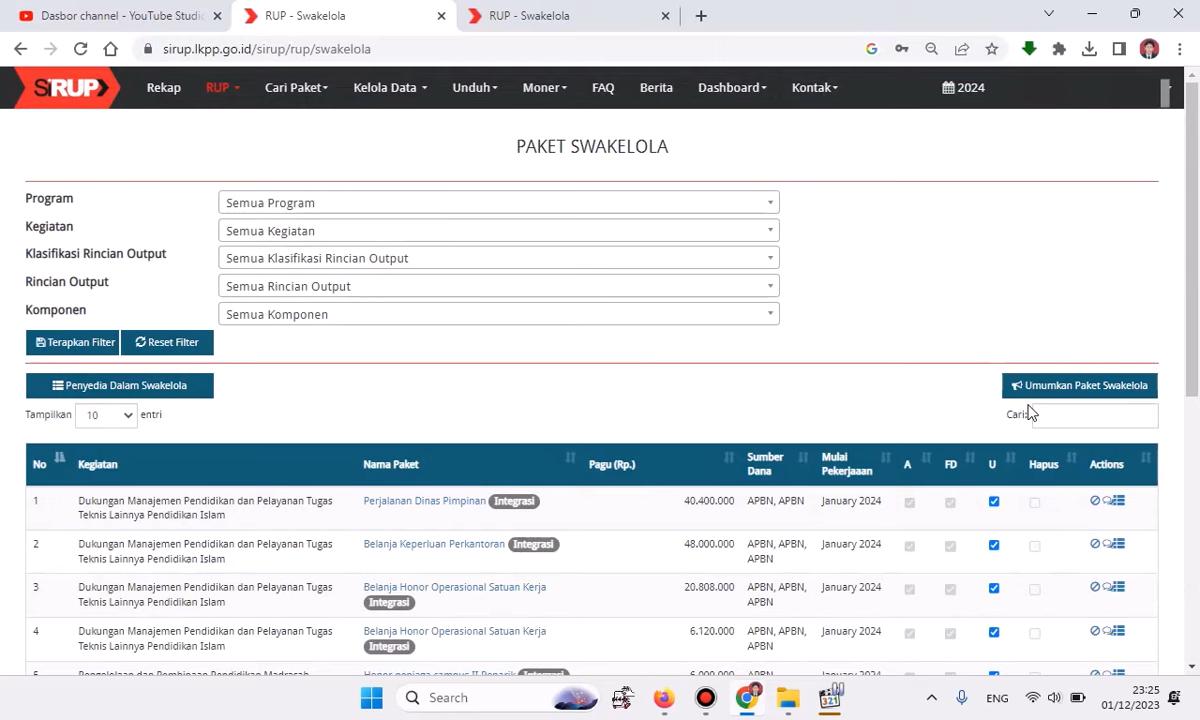 Dasbor channel - YouTube Studio
RUP - Swakelola
RUP - Swakelola
sirup.lkpp.go.id/sirup/rup/swakelola
SiRUP
Rekap
RUP
Cari Paket
Kelola Data
Unduh
Moner
FAQ
Berita
Dashboard
Kontak
2024
PAKET SWAKELOLA
Program
Semua Program
Kegiatan
Semua Kegiatan
Klasifikasi Rincian Output
Semua Klasifikasi Rincian Output
Rincian Output
Semua Rincian Output
Komponen
Semua Komponen
Terapkan Filter
Reset Filter
Penyedia Dalam Swakelola
Umumkan Paket Swakelola
Tampilkan 10 entri
Cari:
No
Kegiatan
Nama Paket
Pagu (Rp.)
Sumber
Dana
Mulai
Pekerjaaan
A
FD
U
Hapus
Actions
1
Dukungan Manajemen Pendidikan dan Pelayanan Tugas
Teknis Lainnya Pendidikan Islam
Perjalanan Dinas Pimpinan Integrasi
40.400.000
APBN, APBN
January 2024
2
Dukungan Manajemen Pendidikan dan Pelayanan Tugas
Teknis Lainnya Pendidikan Islam
Belanja Keperluan Perkantoran Integrasi
48.000.000
APBN, APBN,
APBN
January 2024
3
Dukungan Manajemen Pendidikan dan Pelayanan Tugas
Teknis Lainnya Pendidikan Islam
Belanja Honor Operasional Satuan Kerja
Integrasi
20.808.000
APBN, APBN,
APBN
January 2024
4
Dukungan Manajemen Pendidikan dan Pelayanan Tugas
Teknis Lainnya Pendidikan Islam
Belanja Honor Operasional Satuan Kerja
Integrasi
6.120.000
APBN, APBN,
APBN
January 2024
Search
321
ENG
23:25
01/12/2023